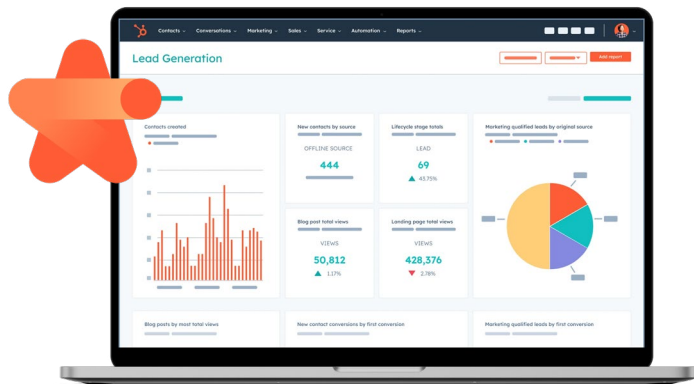 Contacts Conversations Marketing Sales Service Automation Reports
Lead Generation
Add report
Contacts created
New contacts by source
OFFLINE SOURCE
444
Lifecycle stage totals
LEAD
69
43.75%
Marketing qualified leads by original source
Blog post total views
VIEWS
50,812
1.17%
Landing page total views
VIEWS
428,376
2.78%
Blog posts by most total views
New contact conversions by first conversion
Marketing qualified leads by first conversion